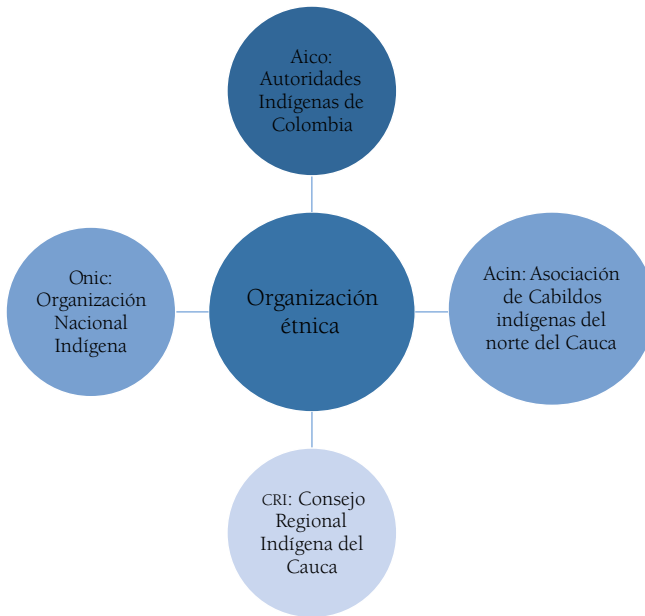 Aico:
Autoridades
Indígenas de
Colombia
Onic:
Organización
Nacional
Indígena
Organización
étnica
Acin: Asociación
de Cabildos
indígenas del
norte del Cauca
CRI: Consejo
Regional
Indígena del
Cauca